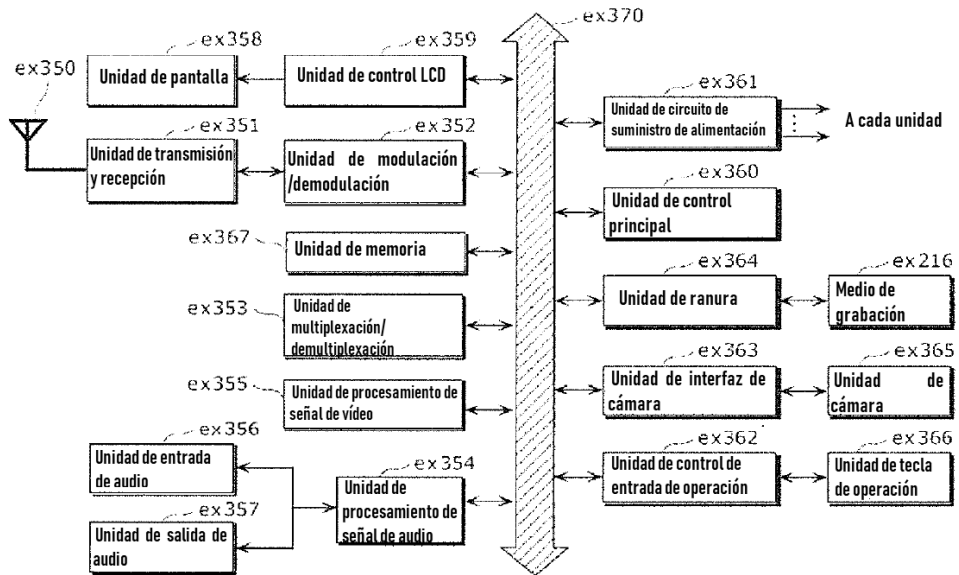 ex370
ex358
ex359
Unidad de pantalla
Unidad de control LCD
ex350
ex351
ex352
Unidad de transmisión
y recepción
Unidad de modulación
/demodulación
ex367
Unidad de memoria
ex353
Unidad de
multiplexación/
demultiplexación
ex355
Unidad de procesamiento de
señal de vídeo
ex356
Unidad de entrada
de audio
ex354
Unidad de
procesamiento de
señal de audio
ex357
Unidad de salida de
audio
ex361
Unidad de circuito de
suministro de alimentación
A cada unidad
ex360
Unidad de control
principal
ex364
ex216
Unidad de ranura
Medio de
grabación
ex363
ex365
Unidad de interfaz de
cámara
Unidad de
cámara
ex362
ex366
Unidad de control de
entrada de operación
Unidad de tecla
de operación